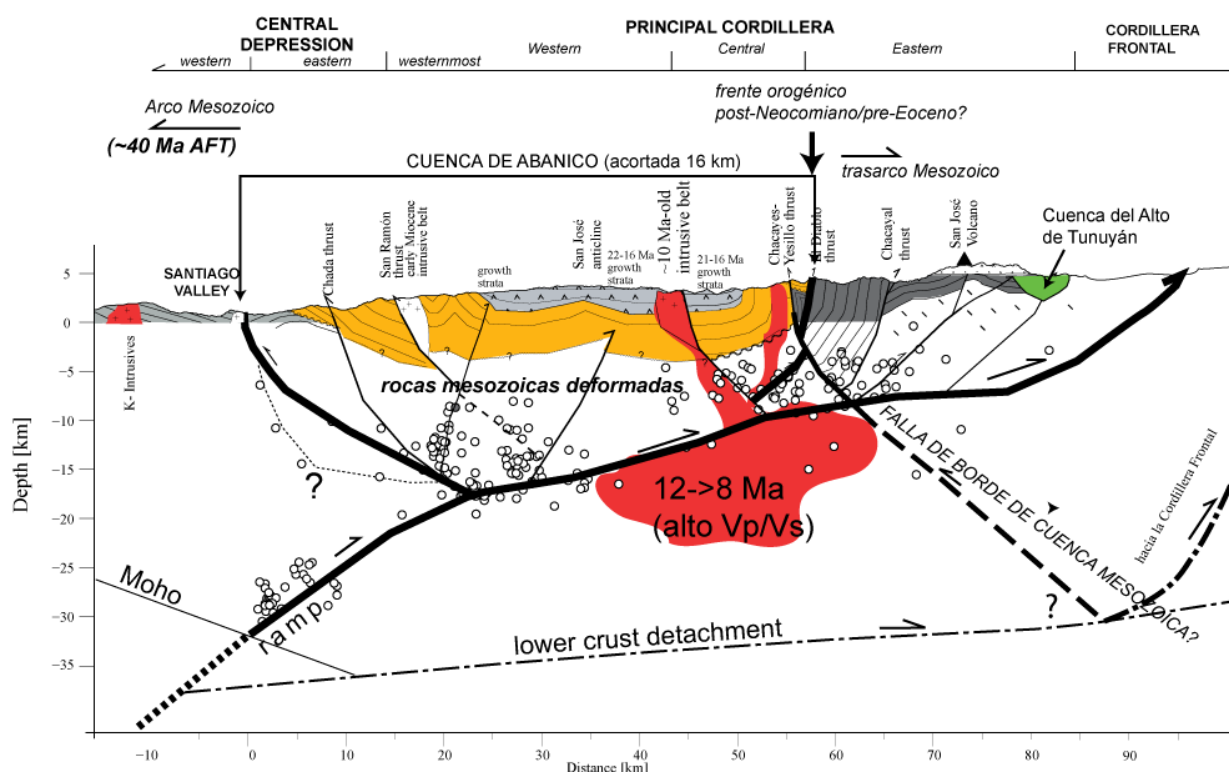 CENTRAL
DEPRESSION
PRINCIPAL CORDILLERA
CORDILLERA
FRONTAL
western
eastern
westernmost
Western
Central
Eastern
Arco Mesozoico
(~40 Ma AFT)
frente orogénico
post-Neocomiano/pre-Eoceno?
CUENCA DE ABANICO (acortada 16 km)
trasarco Mesozoico
SANTIAGO
VALLEY
Chada thrust
San Ramón
thrust
early Miocene
intrusive belt
growth
strata
San José
anticline
22-16 Ma
growth
strata
~10 Ma-old
intrusive belt
21-16 Ma
growth
strata
Chacayes-
Yesillo thrust
El Diablo
thrust
Chacayal
thrust
San José
Volcano
Cuenca del Alto
de Tunuyán
K- Intrusives
rocas mesozoicas deformadas
?
?
?
?
12->8 Ma
(alto Vp/Vs)
FALLA DE BORDE DE CUENCA MESOZOICA?
?
hacia la Cordillera Frontal
Moho
ramp
lower crust detachment
Depth [km]
5
0
−5
−10
−15
−20
−25
−30
−35
−10
0
10
20
30
40
50
60
70
80
90
Distance [km]